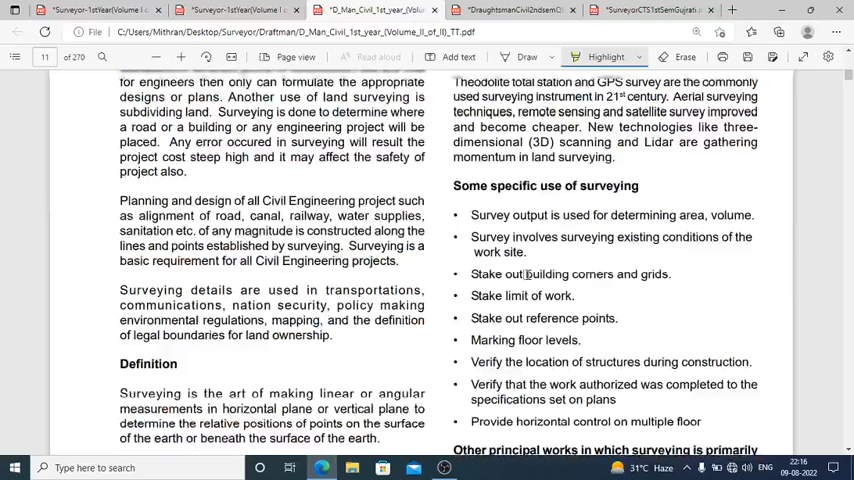 Surveyor-1stYear(Volume I c
Surveyor-1stYear(Volume I c
*D_Man_Civil_1st_year_(Volume
DraughtsmanCivil2ndsem(
SurveyorCTS1stSemGujrati
File
C:/Users/Mithran/Desktop/Surveyor/Draftman/D_Man_Civil_1st_year_(Volume_II_of_II)_TT.pdf
11 of 270
Page view
Read aloud
Add text
Draw
Highlight
Erase
for engineers then only can formulate the appropriate
designs or plans. Another use of land surveying is
subdividing land. Surveying is done to determine where
a road or a building or any engineering project will be
placed. Any error occured in surveying will result the
project cost steep high and it may affect the safety of
project also.
Planning and design of all Civil Engineering project such
as alignment of road, canal, railway, water supplies,
sanitation etc. of any magnitude is constructed along the
lines and points established by surveying. Surveying is a
basic requirement for all Civil Engineering projects.
Surveying details are used in transportations,
communications, nation security, policy making
environmental regulations, mapping, and the definition
of legal boundaries for land ownership.
Definition
Surveying is the art of making linear or angular
measurements in horizontal plane or vertical plane to
determine the relative positions of points on the surface
of the earth or beneath the surface of the earth.
Theodolite total station and GPS survey are the commonly
used surveying instrument in 21st century. Aerial surveying
techniques, remote sensing and satellite survey improved
and become cheaper. New technologies like three-
dimensional (3D) scanning and Lidar are gathering
momentum in land surveying.
Some specific use of surveying
• Survey output is used for determining area, volume.
• Survey involves surveying existing conditions of the
work site.
• Stake out building corners and grids.
• Stake limit of work.
• Stake out reference points.
• Marking floor levels.
• Verify the location of structures during construction.
• Verify that the work authorized was completed to the
specifications set on plans
• Provide horizontal control on multiple floor
Other principal works in which surveying is primarily
Type here to search
31°C Haze
ENG
22:16
09-08-2022